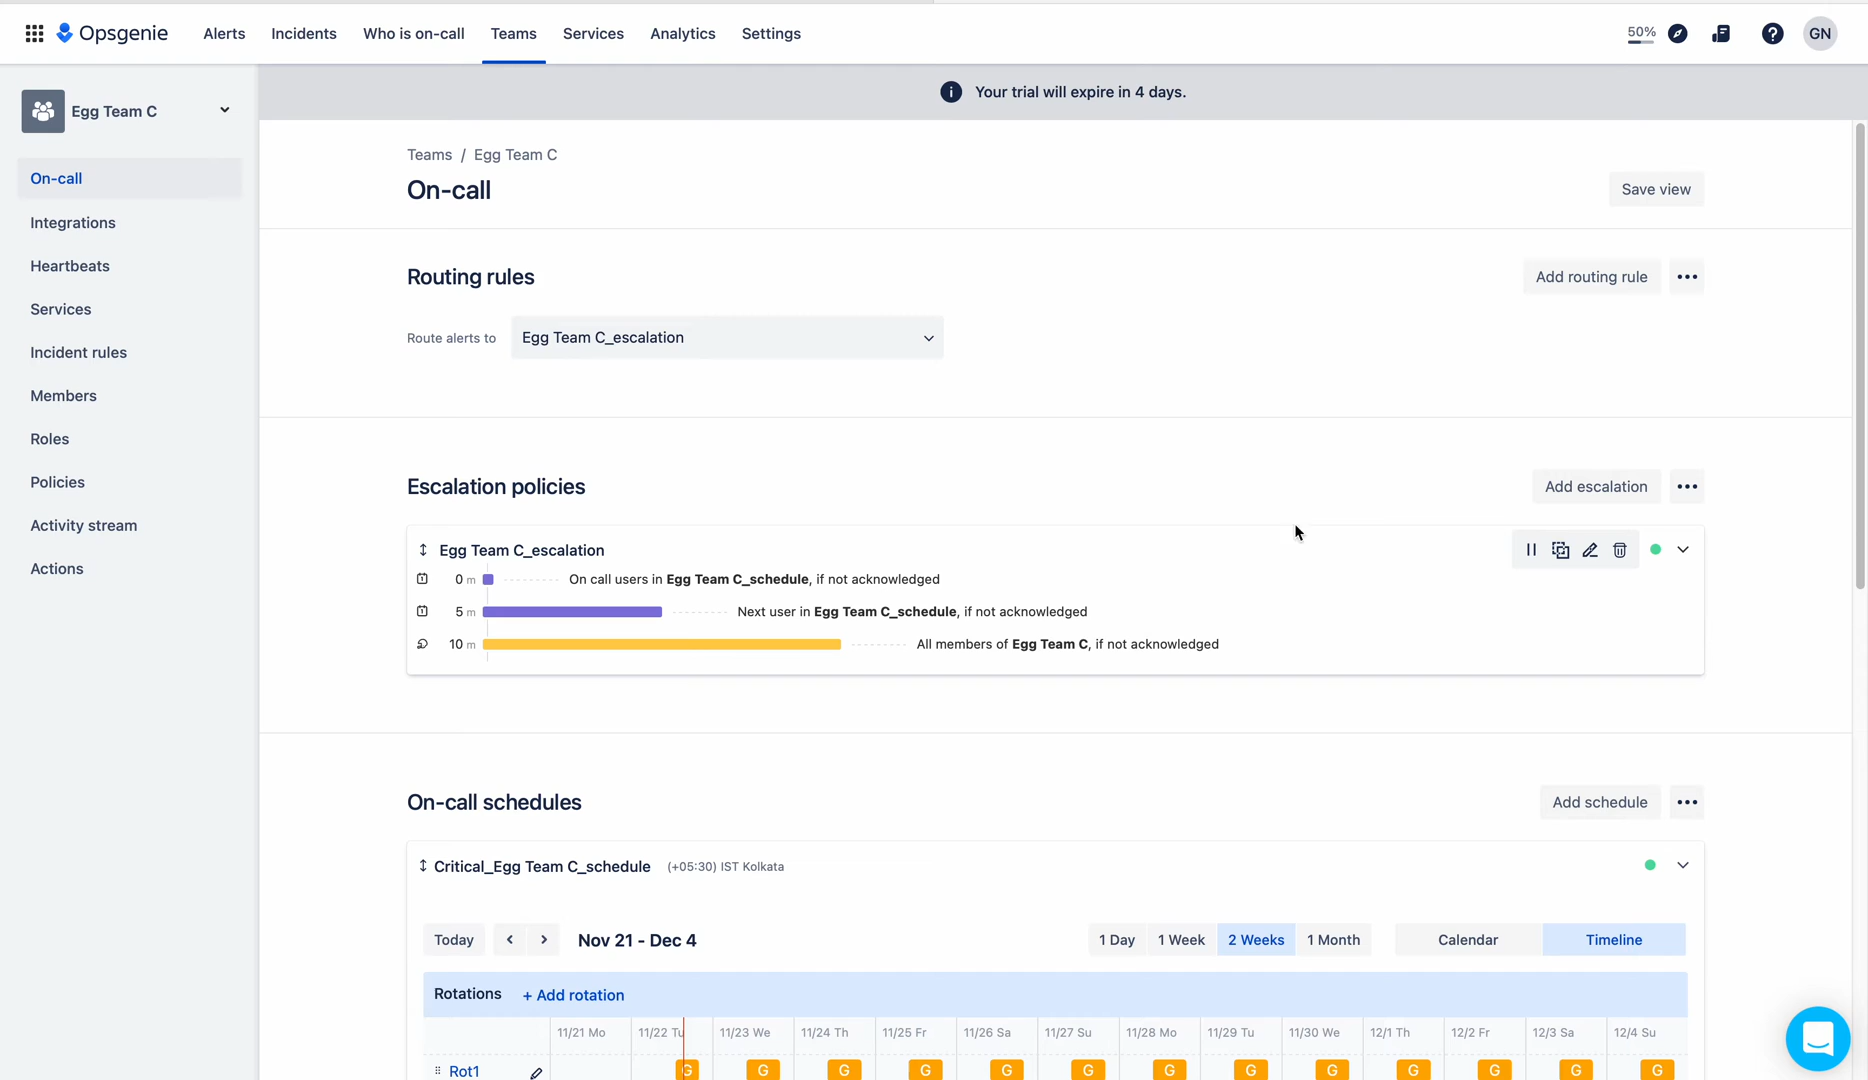 Opsgenie Alerts Incidents Who is on-call Teams Services Analytics Settings 50% GN
Egg Team C
On-call
Integrations
Heartbeats
Services
Incident rules
Members
Roles
Policies
Activity stream
Actions
Your trial will expire in 4 days.
Teams / Egg Team C
On-call
Save view
Routing rules
Add routing rule
Route alerts to Egg Team C_escalation
Escalation policies
Add escalation
Egg Team C_escalation
0 m On call users in Egg Team C_schedule, if not acknowledged
5 m Next user in Egg Team C_schedule, if not acknowledged
10 m All members of Egg Team C, if not acknowledged
On-call schedules
Add schedule
Critical_Egg Team C_schedule (+05:30) IST Kolkata
Today Nov 21 - Dec 4 1 Day 1 Week 2 Weeks 1 Month Calendar Timeline
Rotations + Add rotation
11/21 Mo 11/22 Tu 11/23 We 11/24 Th 11/25 Fr 11/26 Sa 11/27 Su 11/28 Mo 11/29 Tu 11/30 We 12/1 Th 12/2 Fr 12/3 Sa 12/4 Su
Rot1 G G G G G G G G G G G G G